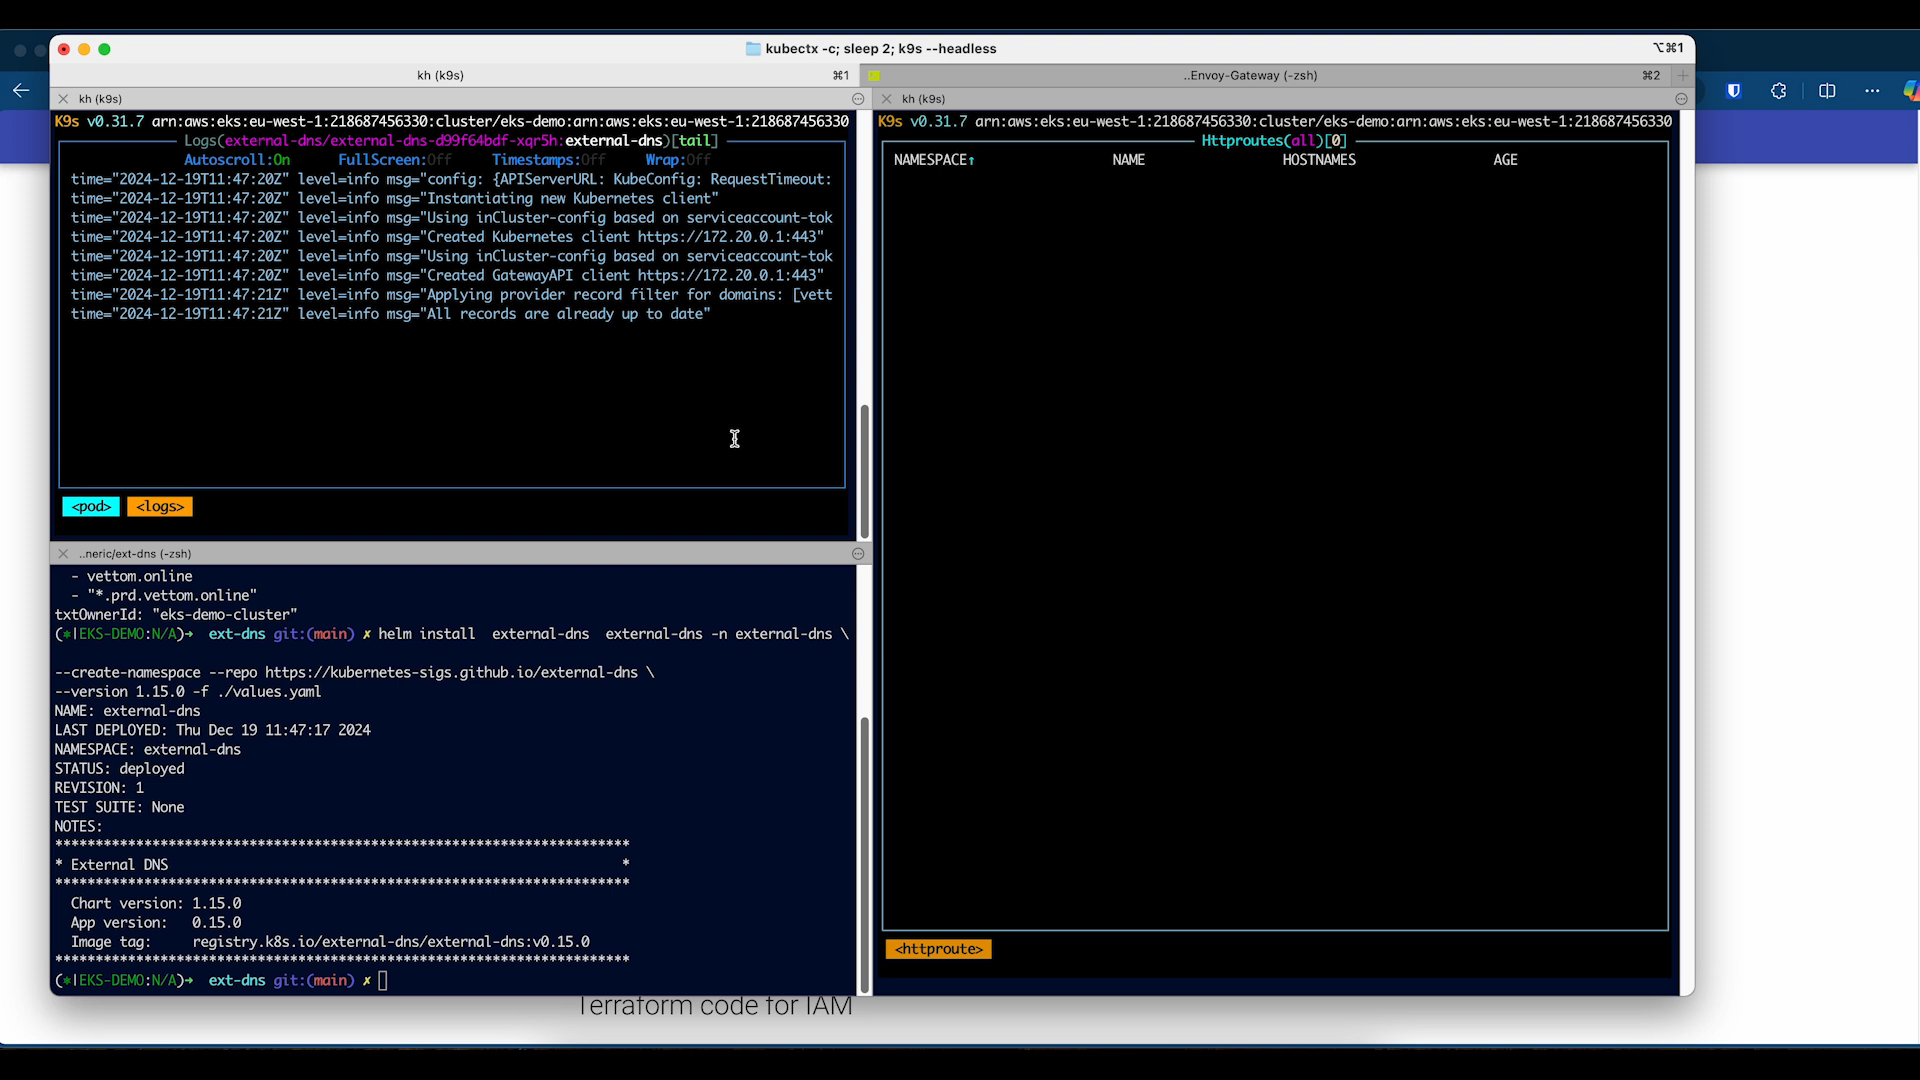 kubectx -c; sleep 2; k9s --headless
⌥⌘1
kh (k9s)
⌘1
..Envoy-Gateway (-zsh)
⌘2
kh (k9s)
K9s v0.31.7 arn:aws:eks:eu-west-1:218687456330:cluster/eks-demo:arn:aws:eks:eu-west-1:218687456330
Logs(external-dns/external-dns-d99f64bdf-xqr5h:external-dns)[tail]
Autoscroll:On FullScreen:Off Timestamps:Off Wrap:Off
time="2024-12-19T11:47:20Z" level=info msg="config: {APIServerURL: KubeConfig: RequestTimeout:
time="2024-12-19T11:47:20Z" level=info msg="Instantiating new Kubernetes client"
time="2024-12-19T11:47:20Z" level=info msg="Using inCluster-config based on serviceaccount-tok
time="2024-12-19T11:47:20Z" level=info msg="Created Kubernetes client https://172.20.0.1:443"
time="2024-12-19T11:47:20Z" level=info msg="Using inCluster-config based on serviceaccount-tok
time="2024-12-19T11:47:20Z" level=info msg="Created GatewayAPI client https://172.20.0.1:443"
time="2024-12-19T11:47:21Z" level=info msg="Applying provider record filter for domains: [vett
time="2024-12-19T11:47:21Z" level=info msg="All records are already up to date"
<pod> <logs>
..neric/ext-dns (-zsh)
- vettom.online
- "*.prd.vettom.online"
txtOwnerId: "eks-demo-cluster"
(*|EKS-DEMO:N/A)→ ext-dns git:(main) ✗ helm install external-dns external-dns -n external-dns \
--create-namespace --repo https://kubernetes-sigs.github.io/external-dns \
--version 1.15.0 -f ./values.yaml
NAME: external-dns
LAST DEPLOYED: Thu Dec 19 11:47:17 2024
NAMESPACE: external-dns
STATUS: deployed
REVISION: 1
TEST SUITE: None
NOTES:
***********************************************************************
* External DNS *
***********************************************************************
Chart version: 1.15.0
App version: 0.15.0
Image tag: registry.k8s.io/external-dns/external-dns:v0.15.0
***********************************************************************
(*|EKS-DEMO:N/A)→ ext-dns git:(main) ✗
kh (k9s)
K9s v0.31.7 arn:aws:eks:eu-west-1:218687456330:cluster/eks-demo:arn:aws:eks:eu-west-1:218687456330
Httproutes(all)[0]
NAMESPACE↑ NAME HOSTNAMES AGE
<httproute>
Terraform code for IAM